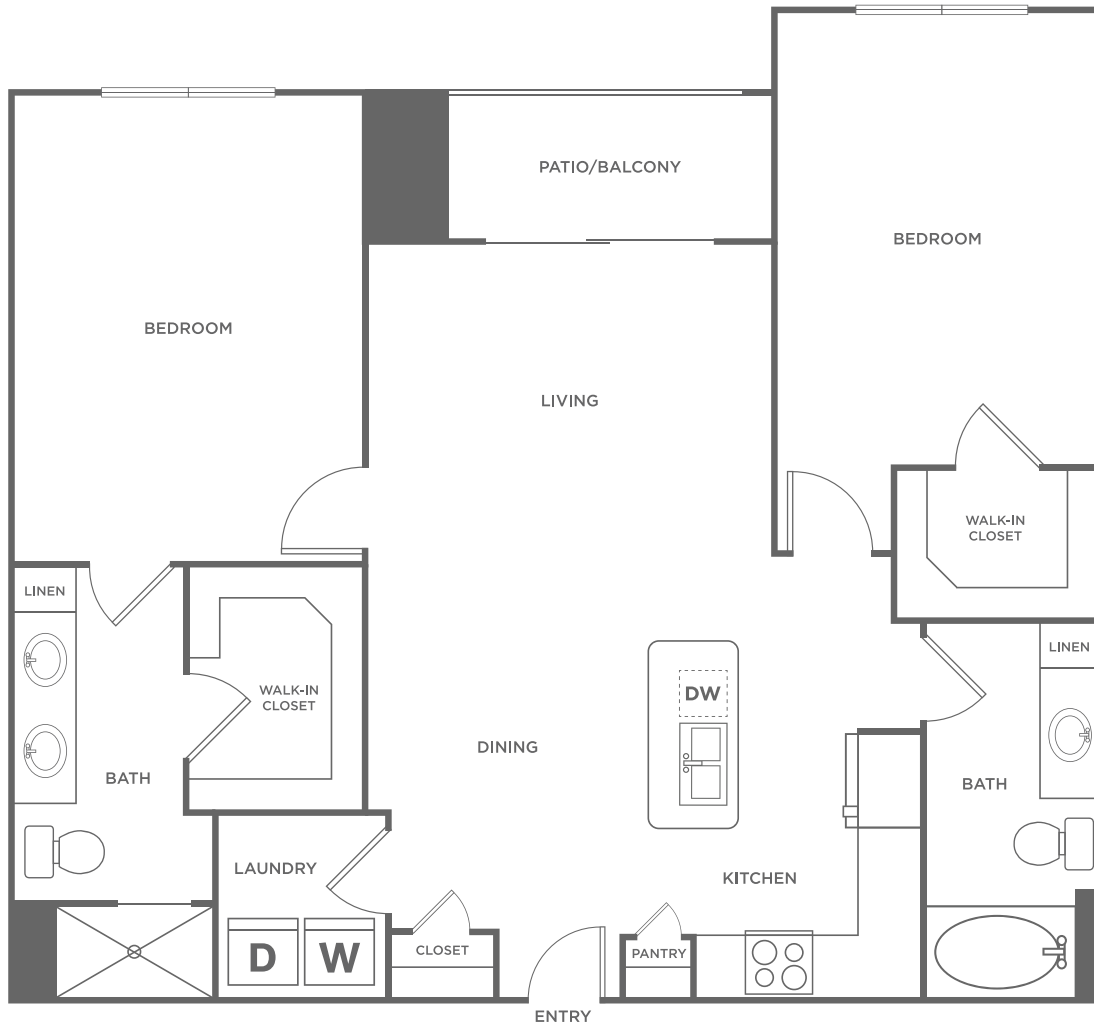 PATIO/BALCONY
BEDROOM
BEDROOM
LIVING
WALK-IN
CLOSET
LINEN
LINEN
WALK-IN
CLOSET
DW
DINING
BATH
BATH
LAUNDRY
KITCHEN
CLOSET
PANTRY
D
W
ENTRY